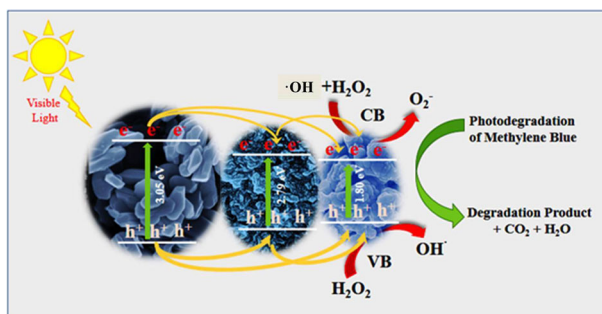 ·OH +H₂O₂
O₂⁻
CB
Visible
Light
e⁻ e⁻ e⁻
e⁻ e⁻ e⁻
e⁻ e⁻ e⁻
3.05 eV
2.79 eV
1.80 eV
h⁺ h⁺ h⁺
h⁺ h⁺ h⁺
h⁺ h⁺ h⁺
VB
OH·
H₂O₂
Photodegradation
of Methylene Blue
Degradation Product
+ CO₂ + H₂O